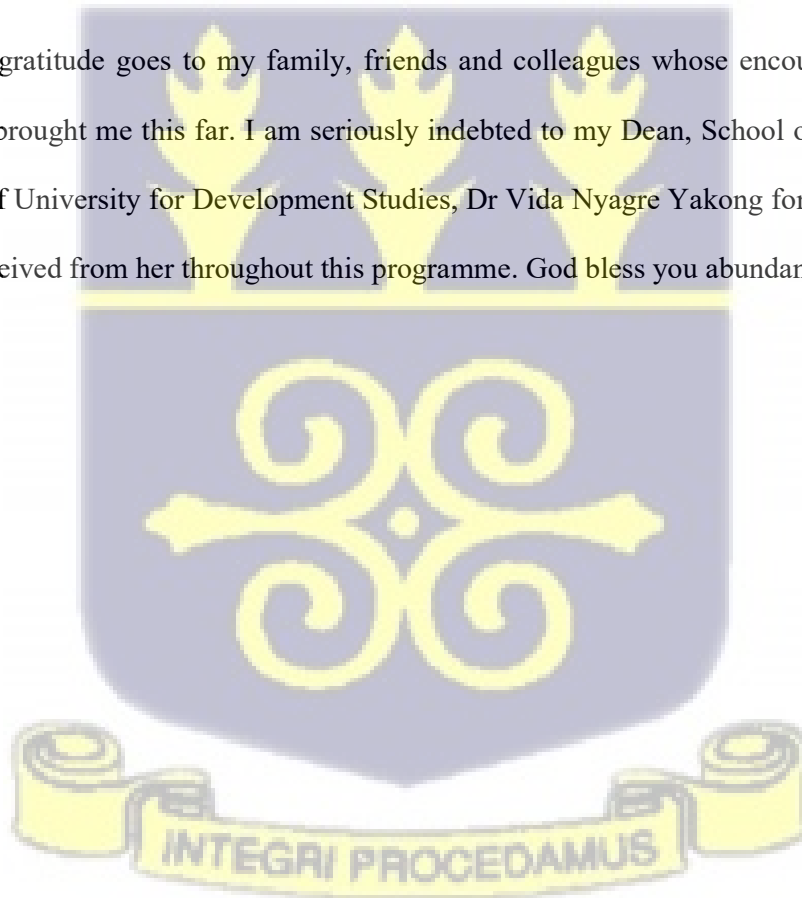 gratitude goes to my family, friends and colleagues whose encou
brought me this far. I am seriously indebted to my Dean, School o
f University for Development Studies, Dr Vida Nyagre Yakong for
eived from her throughout this programme. God bless you abundan
INTEGRI PROCEDAMUS